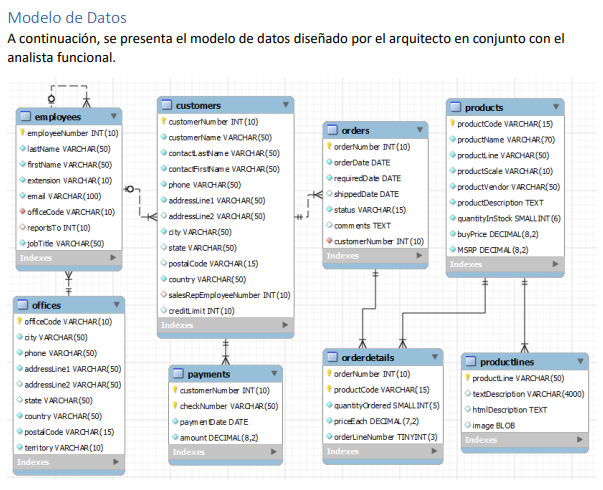 Modelo de Datos
A continuación, se presenta el modelo de datos diseñado por el arquitecto en conjunto con el
analista funcional.
employees
employeeNumber INT(10)
lastName VARCHAR(50)
firstName VARCHAR(50)
extension VARCHAR(10)
email VARCHAR(100)
officeCode VARCHAR(10)
reportsTo INT(10)
jobTitle VARCHAR(50)
Indexes
customers
customerNumber INT(10)
customerName VARCHAR(50)
contactLastName VARCHAR(50)
contactFirstName VARCHAR(50)
phone VARCHAR(50)
addressLine1 VARCHAR(50)
addressLine2 VARCHAR(50)
city VARCHAR(50)
state VARCHAR(50)
postalCode VARCHAR(15)
country VARCHAR(50)
salesRepEmployeeNumber INT(10)
creditLimit INT(10)
Indexes
orders
orderNumber INT(10)
orderDate DATE
requiredDate DATE
shippedDate DATE
status VARCHAR(15)
comments TEXT
customerNumber INT(10)
Indexes
products
productCode VARCHAR(15)
productName VARCHAR(70)
productLine VARCHAR(50)
productScale VARCHAR(10)
productVendor VARCHAR(50)
productDescription TEXT
quantityInStock SMALLINT(6)
buyPrice DECIMAL(8,2)
MSRP DECIMAL(8,2)
Indexes
offices
officeCode VARCHAR(10)
city VARCHAR(50)
phone VARCHAR(50)
addressLine1 VARCHAR(50)
addressLine2 VARCHAR(50)
state VARCHAR(50)
country VARCHAR(50)
postalCode VARCHAR(15)
territory VARCHAR(10)
Indexes
payments
customerNumber INT(10)
checkNumber VARCHAR(50)
paymentDate DATE
amount DECIMAL(8,2)
Indexes
orderdetails
orderNumber INT(10)
productCode VARCHAR(15)
quantityOrdered SMALLINT(5)
priceEach DECIMAL(7,2)
orderLineNumber TINYINT(3)
Indexes
productlines
productLine VARCHAR(50)
textDescription VARCHAR(4000)
htmlDescription TEXT
image BLOB
Indexes